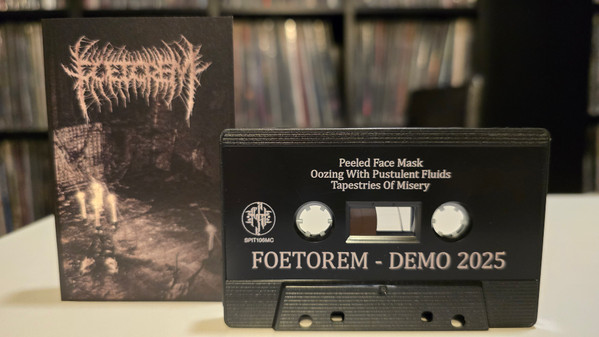 FOETOREM
Peeled Face Mask
Oozing With Pustulent Fluids
Tapestries Of Misery
SPIT106MC
FOETOREM - DEMO 2025